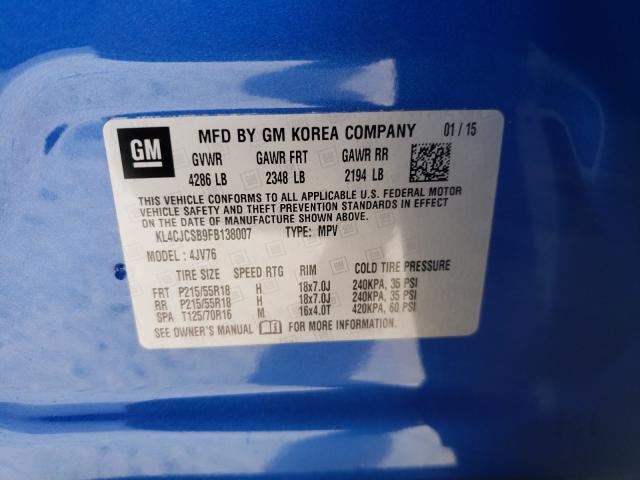 GM MFD BY GM KOREA COMPANY 01 / 15
GVWR GAWR FRT GAWR RR
4286 LB 2348 LB 2194 LB
THIS VEHICLE CONFORMS TO ALL APPLICABLE U.S. FEDERAL MOTOR
VEHICLE SAFETY AND THEFT PREVENTION STANDARDS IN EFFECT ON
THE DATE OF MANUFACTURE SHOWN ABOVE.
KL4CJCSB9FB138007 TYPE: MPV
MODEL : 4JV76
TIRE SIZE SPEED RTG RIM COLD TIRE PRESSURE
FRT P215/55R18 H 18x7.0J 240KPA, 35 PSI
RR P215/55R18 H 18x7.0J 240KPA, 35 PSI
SPA T125/70R16 M 16x4.0T 420KPA, 60 PSI
SEE OWNER'S MANUAL FOR MORE INFORMATION.